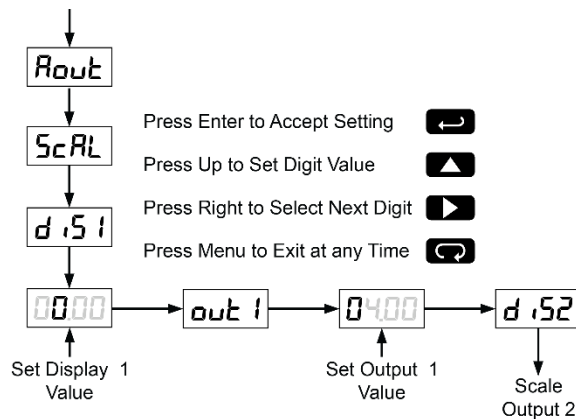 Aout
ScAL
Press Enter to Accept Setting
Press Up to Set Digit Value
diS1
Press Right to Select Next Digit
Press Menu to Exit at any Time
00.00
out 1
04.00
diS2
Set Display 1
Value
Set Output 1
Value
Scale
Output 2